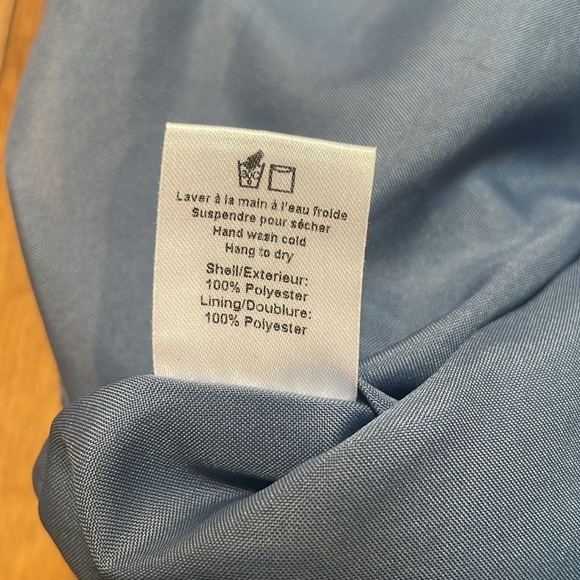 30C
Laver à la main à l'eau froide
Suspendre pour sécher
Hand wash cold
Hang to dry
Shell/Exterieur:
100% Polyester
Lining/Doublure:
100% Polyester